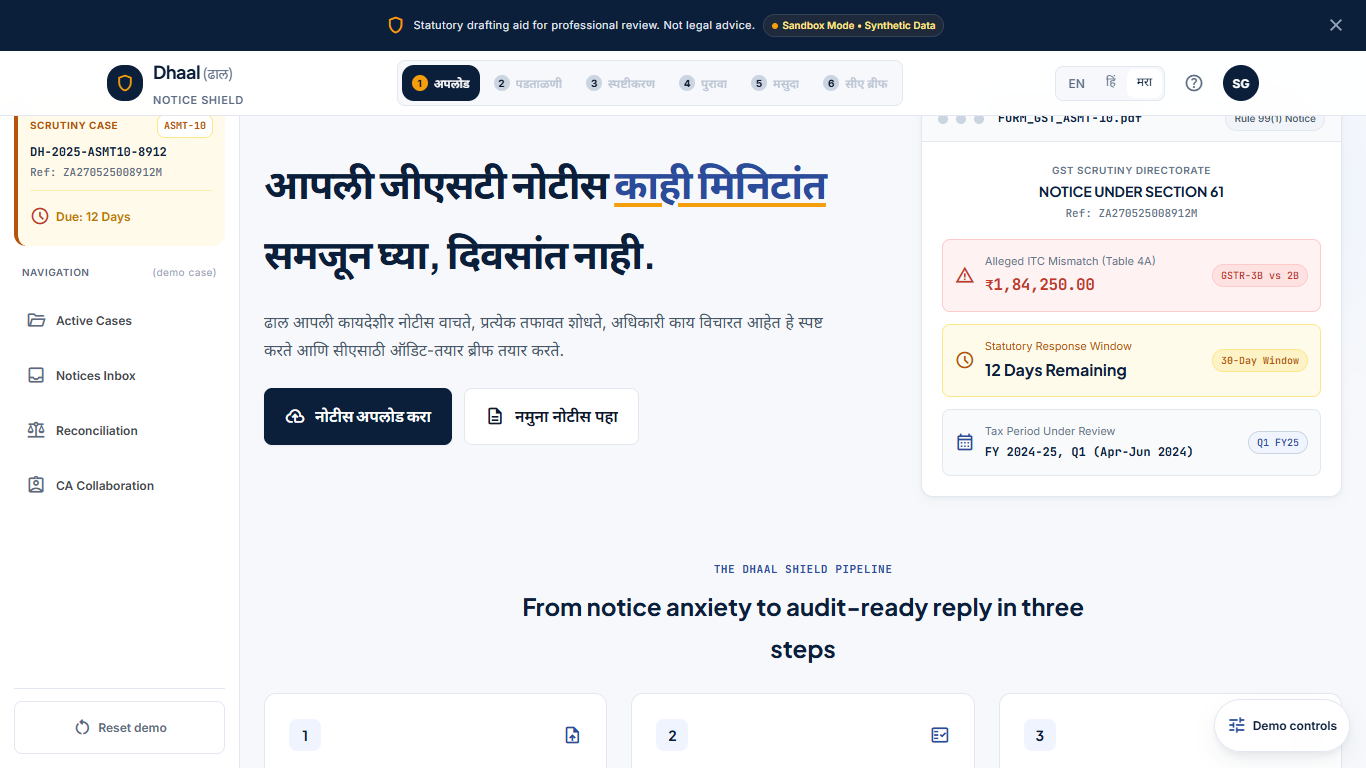 Statutory drafting aid for professional review. Not legal advice. Sandbox Mode • Synthetic Data
Dhaal (ढाल)
NOTICE SHIELD
1 अपलोड 2 पडताळणी 3 स्पष्टीकरण 4 पुरावा 5 मसुदा 6 सीए ब्रीफ
EN हिं मरा
SG
SCRUTINY CASE ASMT-10
DH-2025-ASMT10-8912
Ref: ZA270525008912M
Due: 12 Days
NAVIGATION (demo case)
Active Cases
Notices Inbox
Reconciliation
CA Collaboration
Reset demo
आपली जीएसटी नोटीस काही मिनिटांत
समजून घ्या, दिवसांत नाही.
ढाल आपली कायदेशीर नोटीस वाचते, प्रत्येक तफावत शोधते, अधिकारी काय विचारत आहेत हे स्पष्ट
करते आणि सीएसाठी ऑडिट-तयार ब्रीफ तयार करते.
नोटीस अपलोड करा
नमुना नोटीस पहा
FORM_GST_ASMT-10.pdf Rule 99(1) Notice
GST SCRUTINY DIRECTORATE
NOTICE UNDER SECTION 61
Ref: ZA270525008912M
Alleged ITC Mismatch (Table 4A)
₹1,84,250.00
GSTR-3B vs 2B
Statutory Response Window
12 Days Remaining
30-Day Window
Tax Period Under Review
FY 2024-25, Q1 (Apr-Jun 2024)
Q1 FY25
THE DHAAL SHIELD PIPELINE
From notice anxiety to audit-ready reply in three
steps
1
2
3
Demo controls